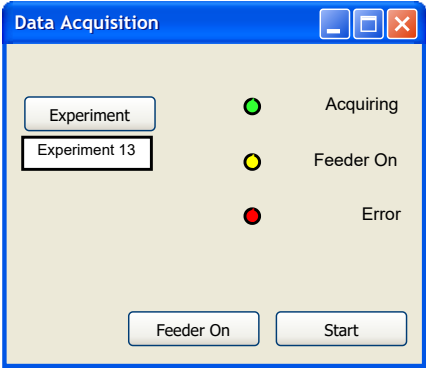 Data Acquisition
Experiment
Acquiring
Experiment 13
Feeder On
Error
Feeder On
Start